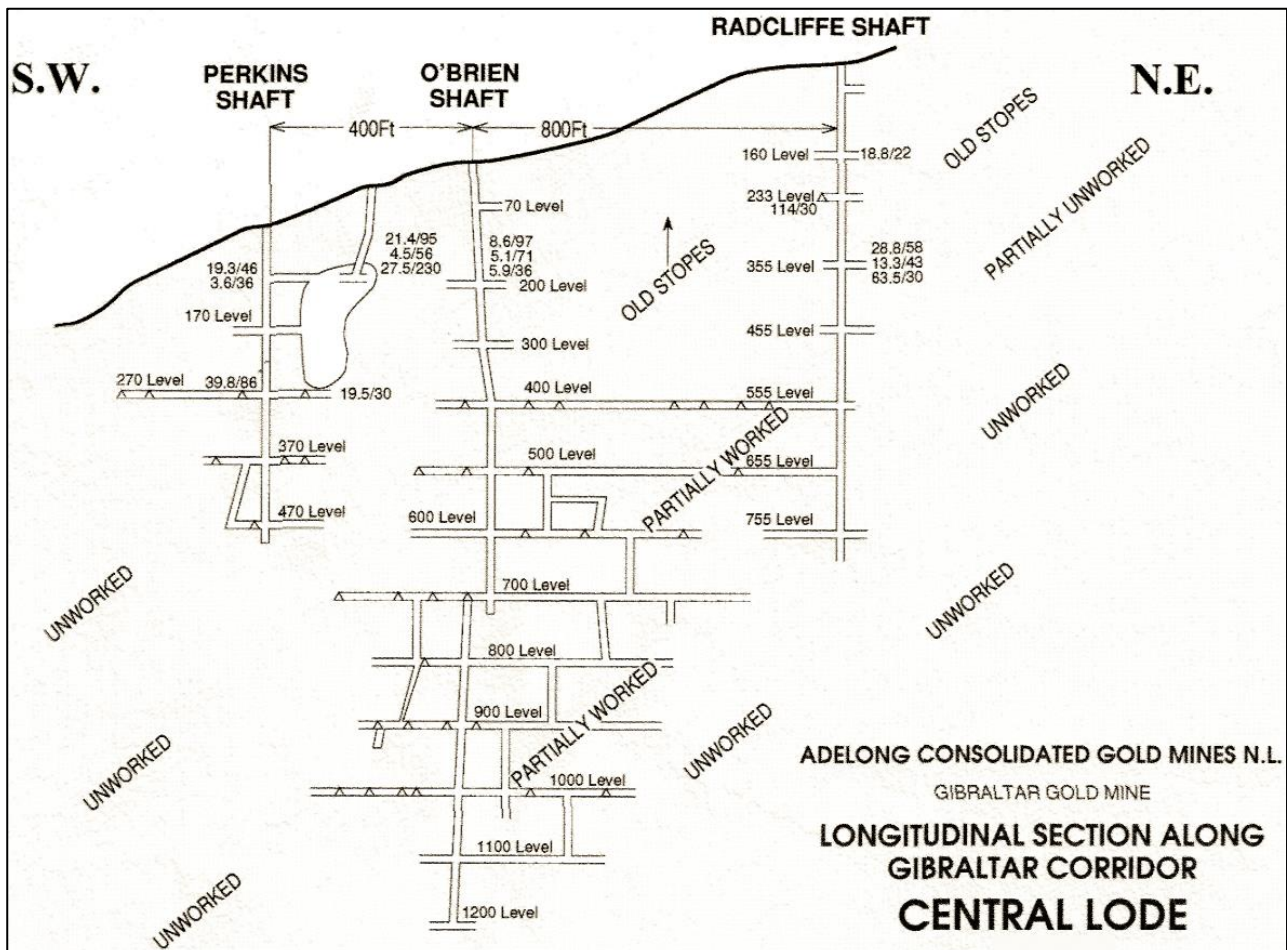 RADCLIFFE SHAFT
S.W.
PERKINS
SHAFT
O'BRIEN
SHAFT
N.E.
400Ft
800Ft
OLD STOPES
160 Level
18.8/22
PARTIALLY UNWORKED
70 Level
233 Level
114/30
21.4/95
4.5/56
27.5/230
8.6/97
5.1/71
5.9/36
28.8/58
13.3/43
63.5/30
19.3/46
3.6/36
355 Level
OLD STOPES
200 Level
170 Level
455 Level
300 Level
270 Level
39.8/86
19.5/30
400 Level
555 Level
UNWORKED
370 Level
500 Level
655 Level
PARTIALLY WORKED
470 Level
600 Level
755 Level
UNWORKED
700 Level
UNWORKED
800 Level
PARTIALLY WORKED
900 Level
UNWORKED
UNWORKED
1000 Level
1100 Level
1200 Level
UNWORKED
ADELONG CONSOLIDATED GOLD MINES N.L.
GIBRALTAR GOLD MINE
LONGITUDINAL SECTION ALONG
GIBRALTAR CORRIDOR
CENTRAL LODE